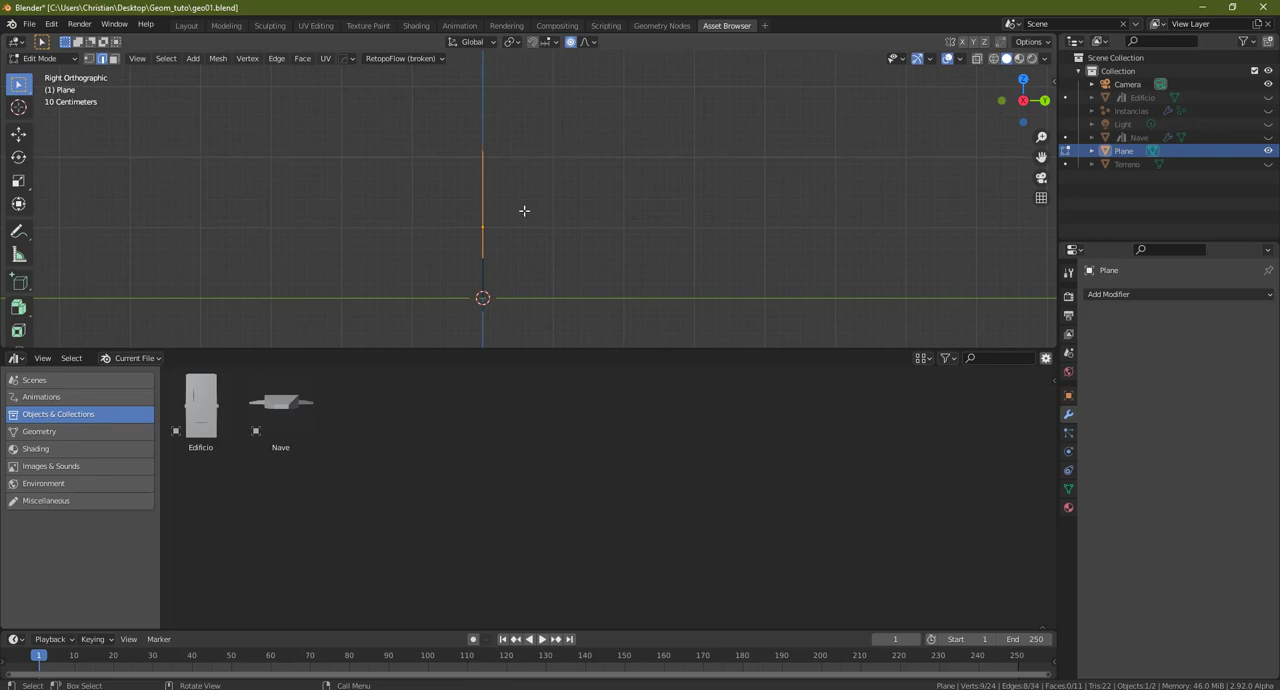 Blender* [C:\Users\Christian\Desktop\Geom_tuto\geo01.blend]
File Edit Render Window Help Layout Modeling Sculpting UV Editing Texture Paint Shading Animation Rendering Compositing Scripting Geometry Nodes Asset Browser + Scene View Layer
Global X Y Z Options
Edit Mode View Select Add Mesh Vertex Edge Face UV RetopoFlow (broken)
Right Orthographic
(1) Plane
10 Centimeters
Z
X
Y
Scene Collection
Collection
Camera
Edificio
Instancias
Light
Nave
Plane
Terreno
Plane
Add Modifier
View Select Current File
Scenes
Animations
Objects & Collections
Geometry
Shading
Images & Sounds
Environment
Miscellaneous
Edificio
Nave
Playback Keying View Marker 1 Start 1 End 250
1 10 20 30 40 50 60 70 80 90 100 110 120 130 140 150 160 170 180 190 200 210 220 230 240 250
Select Box Select Rotate View Call Menu Plane | Verts:9/24 | Edges:8/34 | Faces:0/11 | Tris:22 | Objects:1/2 | Memory: 46.0 MiB | 2.92.0 Alpha